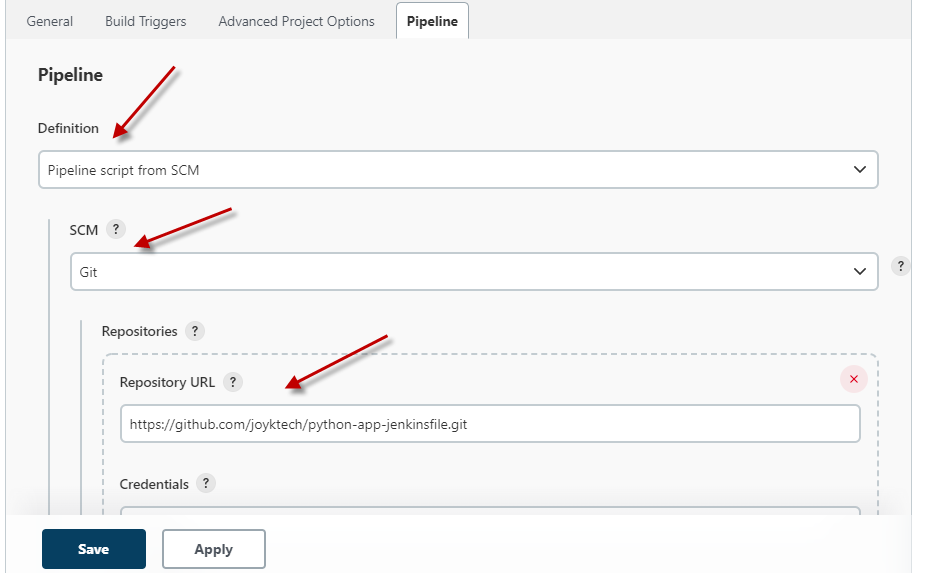 General Build Triggers Advanced Project Options Pipeline
Pipeline
Definition
Pipeline script from SCM
SCM ?
Git
?
Repositories ?
Repository URL ?
https://github.com/joyktech/python-app-jenkinsfile.git
Credentials ?
Save Apply